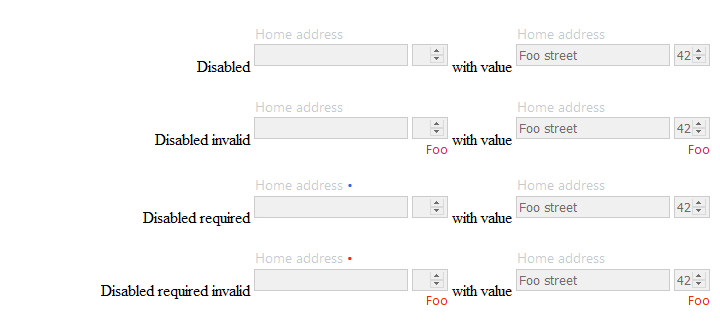 Home address Home address
Disabled with value Foo street 42
Home address Home address
Disabled invalid with value Foo street 42
Foo Foo
Home address • Home address
Disabled required with value Foo street 42
Home address • Home address
Disabled required invalid with value Foo street 42
Foo Foo